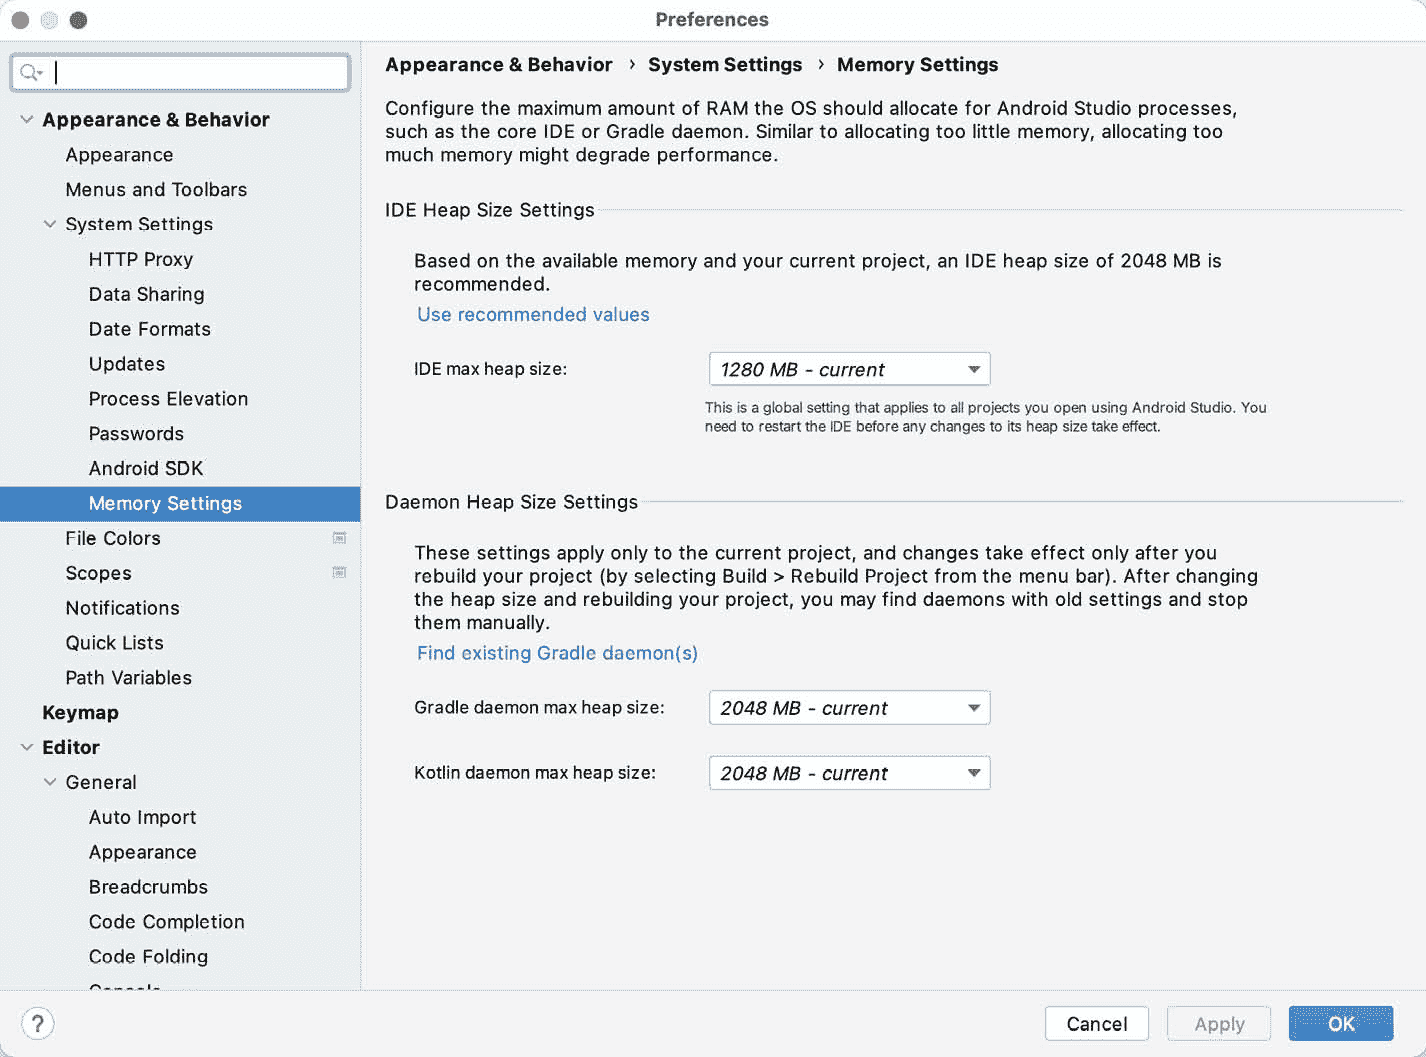 Preferences
Appearance & Behavior
Appearance
Menus and Toolbars
System Settings
HTTP Proxy
Data Sharing
Date Formats
Updates
Process Elevation
Passwords
Android SDK
Memory Settings
File Colors
Scopes
Notifications
Quick Lists
Path Variables
Keymap
Editor
General
Auto Import
Appearance
Breadcrumbs
Code Completion
Code Folding
Console
Appearance & Behavior › System Settings › Memory Settings
Configure the maximum amount of RAM the OS should allocate for Android Studio processes,
such as the core IDE or Gradle daemon. Similar to allocating too little memory, allocating too
much memory might degrade performance.
IDE Heap Size Settings
Based on the available memory and your current project, an IDE heap size of 2048 MB is
recommended.
Use recommended values
IDE max heap size: 1280 MB - current
This is a global setting that applies to all projects you open using Android Studio. You
need to restart the IDE before any changes to its heap size take effect.
Daemon Heap Size Settings
These settings apply only to the current project, and changes take effect only after you
rebuild your project (by selecting Build > Rebuild Project from the menu bar). After changing
the heap size and rebuilding your project, you may find daemons with old settings and stop
them manually.
Find existing Gradle daemon(s)
Gradle daemon max heap size: 2048 MB - current
Kotlin daemon max heap size: 2048 MB - current
? Cancel Apply OK